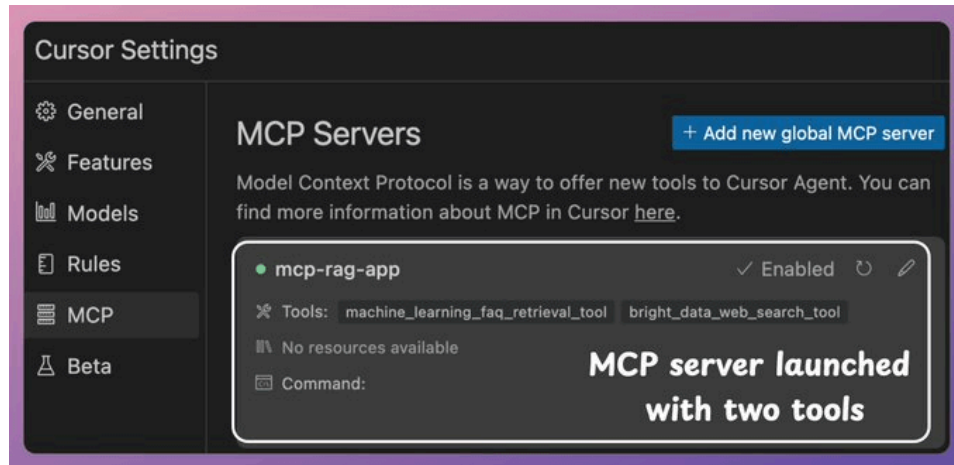 Cursor Settings
General
Features
Models
Rules
MCP
Beta
MCP Servers
+ Add new global MCP server
Model Context Protocol is a way to offer new tools to Cursor Agent. You can
find more information about MCP in Cursor here.
mcp-rag-app
Enabled
Tools: machine_learning_faq_retrieval_tool bright_data_web_search_tool
No resources available
Command:
MCP server launched
with two tools